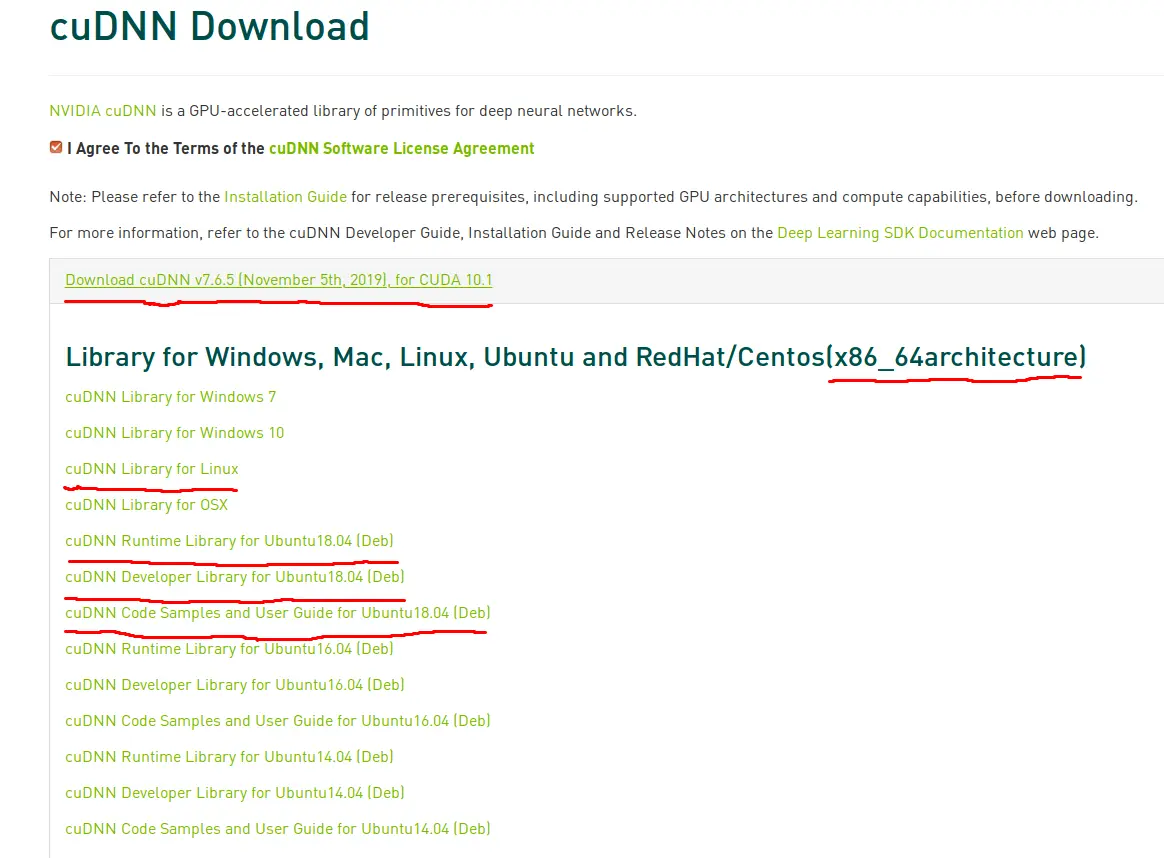 cuDNN Download
NVIDIA cuDNN is a GPU-accelerated library of primitives for deep neural networks.
I Agree To the Terms of the cuDNN Software License Agreement
Note: Please refer to the Installation Guide for release prerequisites, including supported GPU architectures and compute capabilities, before downloading.
For more information, refer to the cuDNN Developer Guide, Installation Guide and Release Notes on the Deep Learning SDK Documentation web page.
Download cuDNN v7.6.5 (November 5th, 2019), for CUDA 10.1
Library for Windows, Mac, Linux, Ubuntu and RedHat/Centos(x86_64architecture)
cuDNN Library for Windows 7
cuDNN Library for Windows 10
cuDNN Library for Linux
cuDNN Library for OSX
cuDNN Runtime Library for Ubuntu18.04 (Deb)
cuDNN Developer Library for Ubuntu18.04 (Deb)
cuDNN Code Samples and User Guide for Ubuntu18.04 (Deb)
cuDNN Runtime Library for Ubuntu16.04 (Deb)
cuDNN Developer Library for Ubuntu16.04 (Deb)
cuDNN Code Samples and User Guide for Ubuntu16.04 (Deb)
cuDNN Runtime Library for Ubuntu14.04 (Deb)
cuDNN Developer Library for Ubuntu14.04 (Deb)
cuDNN Code Samples and User Guide for Ubuntu14.04 (Deb)